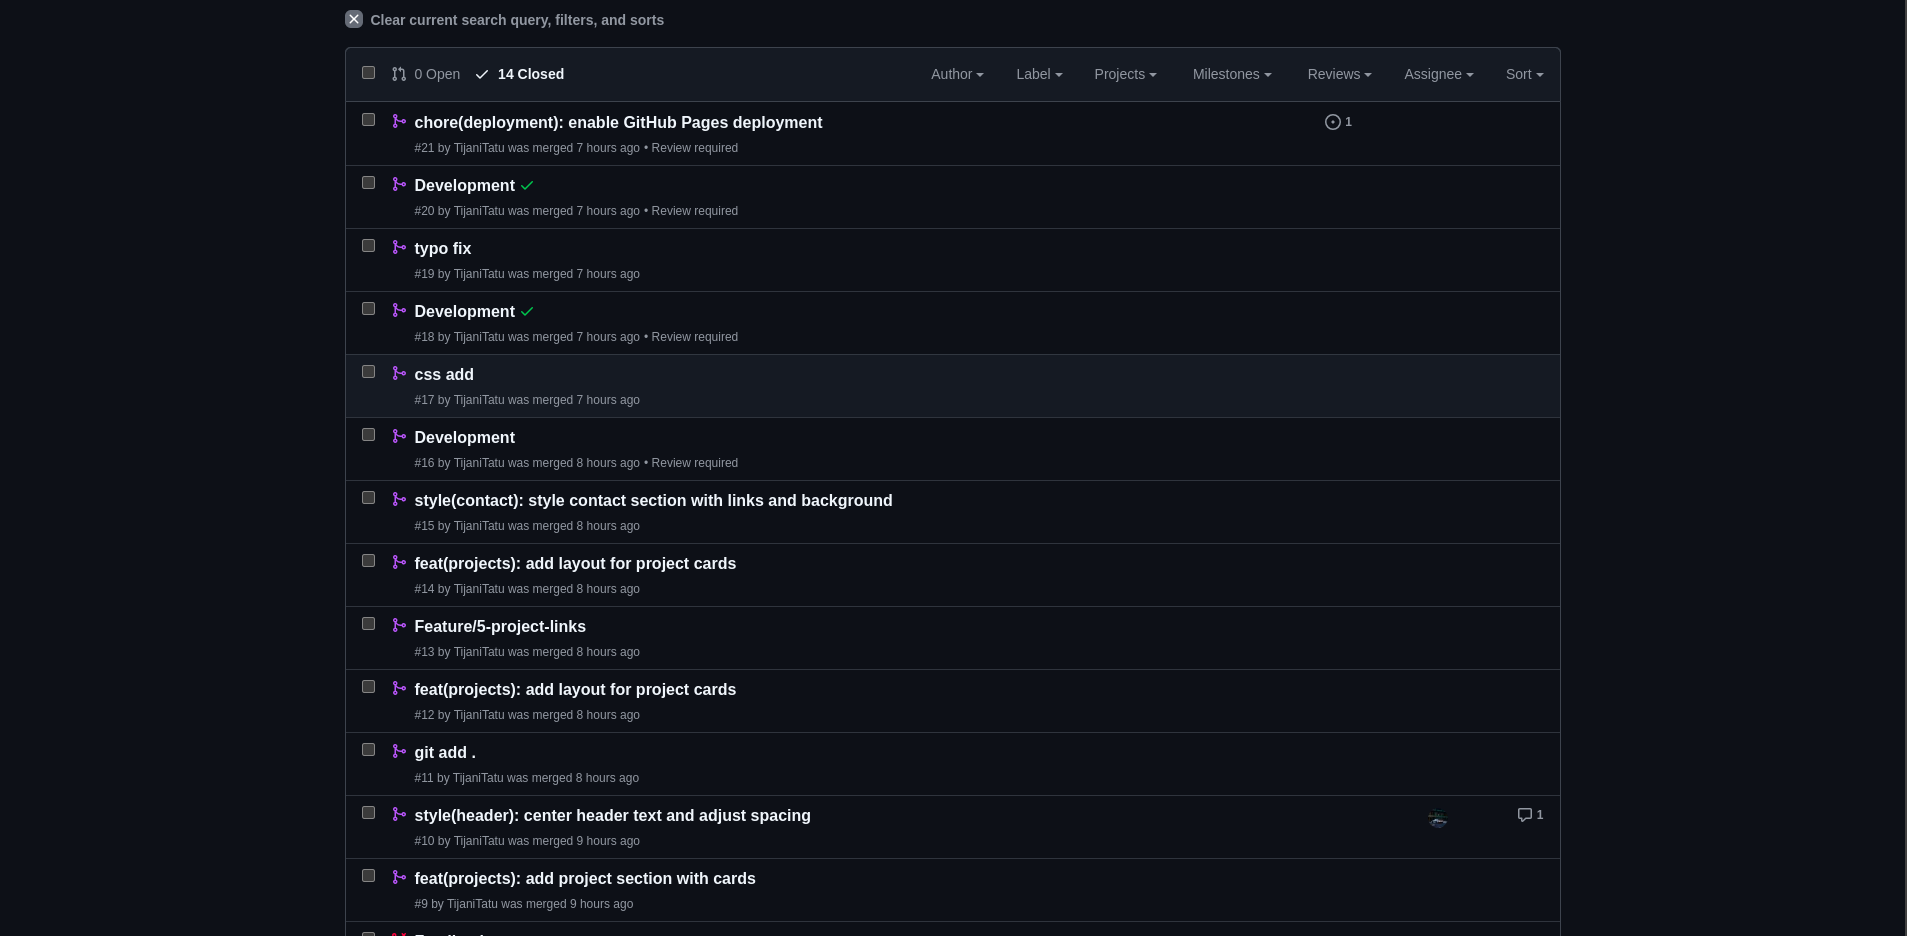 Clear current search query, filters, and sorts
0 Open 14 Closed Author Label Projects Milestones Reviews Assignee Sort
chore(deployment): enable GitHub Pages deployment 1
#21 by TijaniTatu was merged 7 hours ago • Review required
Development
#20 by TijaniTatu was merged 7 hours ago • Review required
typo fix
#19 by TijaniTatu was merged 7 hours ago
Development
#18 by TijaniTatu was merged 7 hours ago • Review required
css add
#17 by TijaniTatu was merged 7 hours ago
Development
#16 by TijaniTatu was merged 8 hours ago • Review required
style(contact): style contact section with links and background
#15 by TijaniTatu was merged 8 hours ago
feat(projects): add layout for project cards
#14 by TijaniTatu was merged 8 hours ago
Feature/5-project-links
#13 by TijaniTatu was merged 8 hours ago
feat(projects): add layout for project cards
#12 by TijaniTatu was merged 8 hours ago
git add .
#11 by TijaniTatu was merged 8 hours ago
style(header): center header text and adjust spacing 1
#10 by TijaniTatu was merged 9 hours ago
feat(projects): add project section with cards
#9 by TijaniTatu was merged 9 hours ago